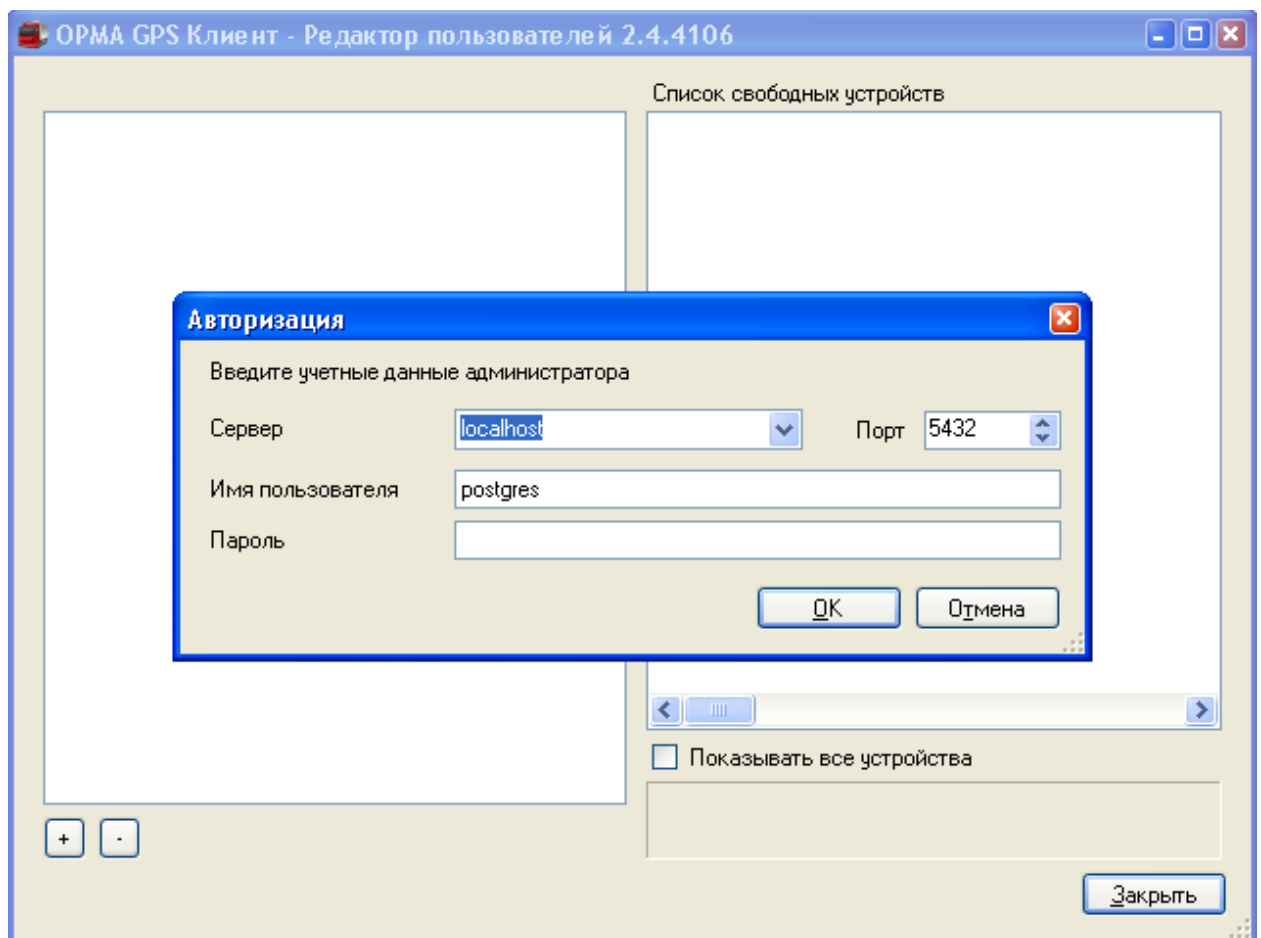 ОРМА GPS Клиент - Редактор пользователей 2.4.4106
Список свободных устройств
Авторизация
Введите учетные данные администратора
Сервер localhost Порт 5432
Имя пользователя postgres
Пароль
OK Отмена
Показывать все устройства
+ -
Закрыть